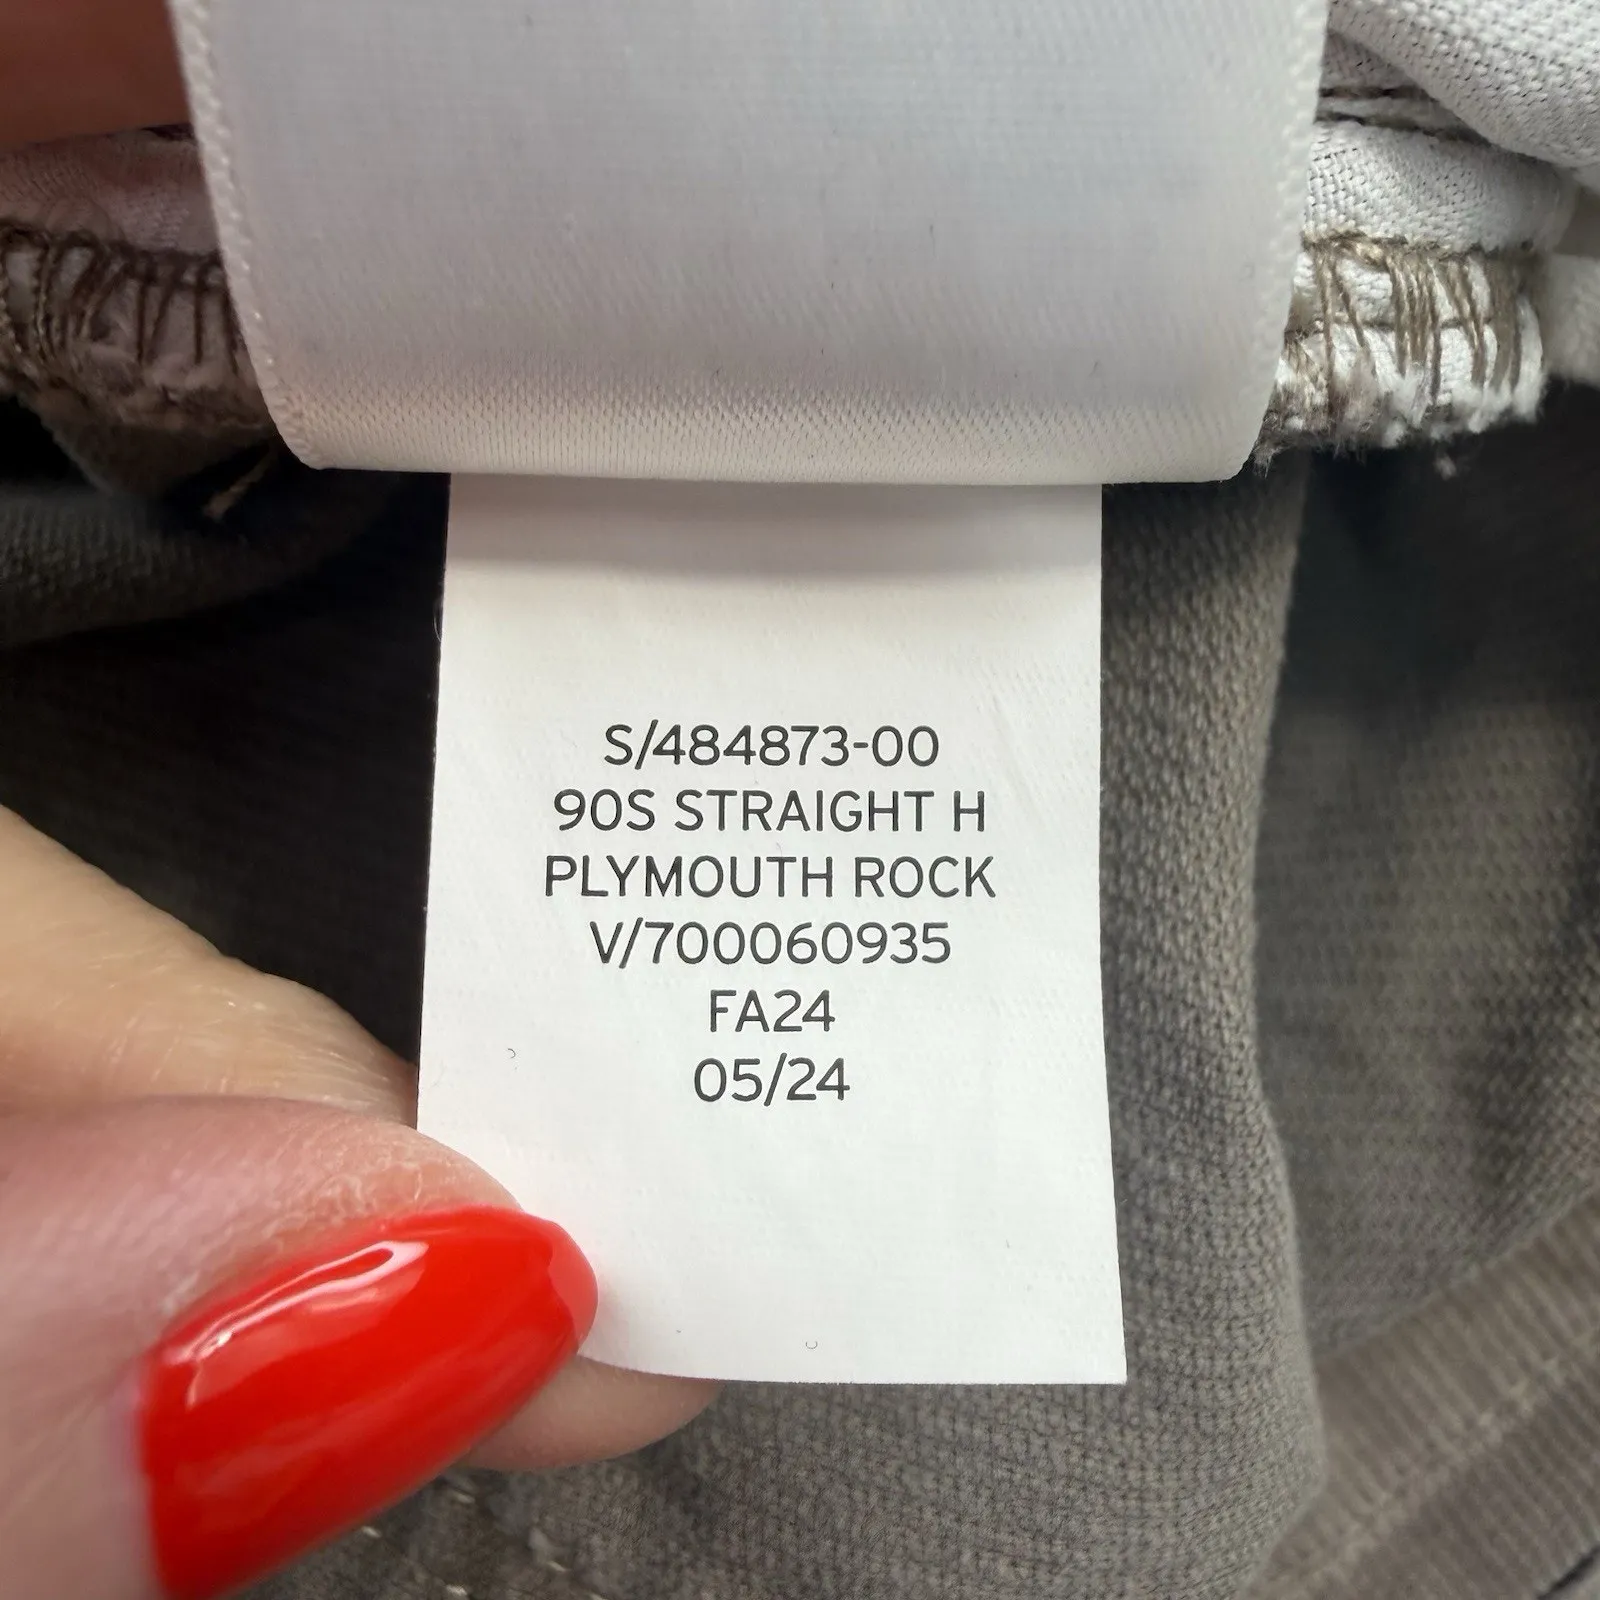 S/484873-00
90S STRAIGHT H
PLYMOUTH ROCK
V/700060935
FA24
05/24